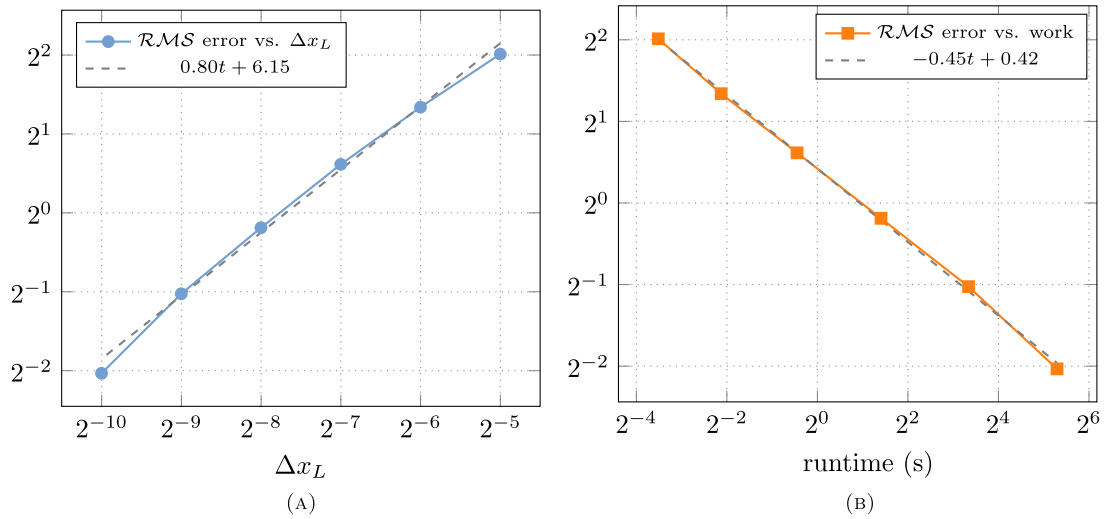 RMS error vs. Δx_L
0.80t + 6.15
2^2
2^1
2^0
2^−1
2^−2
2^−10 2^−9 2^−8 2^−7 2^−6 2^−5
Δx_L
(A)
RMS error vs. work
−0.45t + 0.42
2^2
2^1
2^0
2^−1
2^−2
2^−4 2^−2 2^0 2^2 2^4 2^6
runtime (s)
(B)